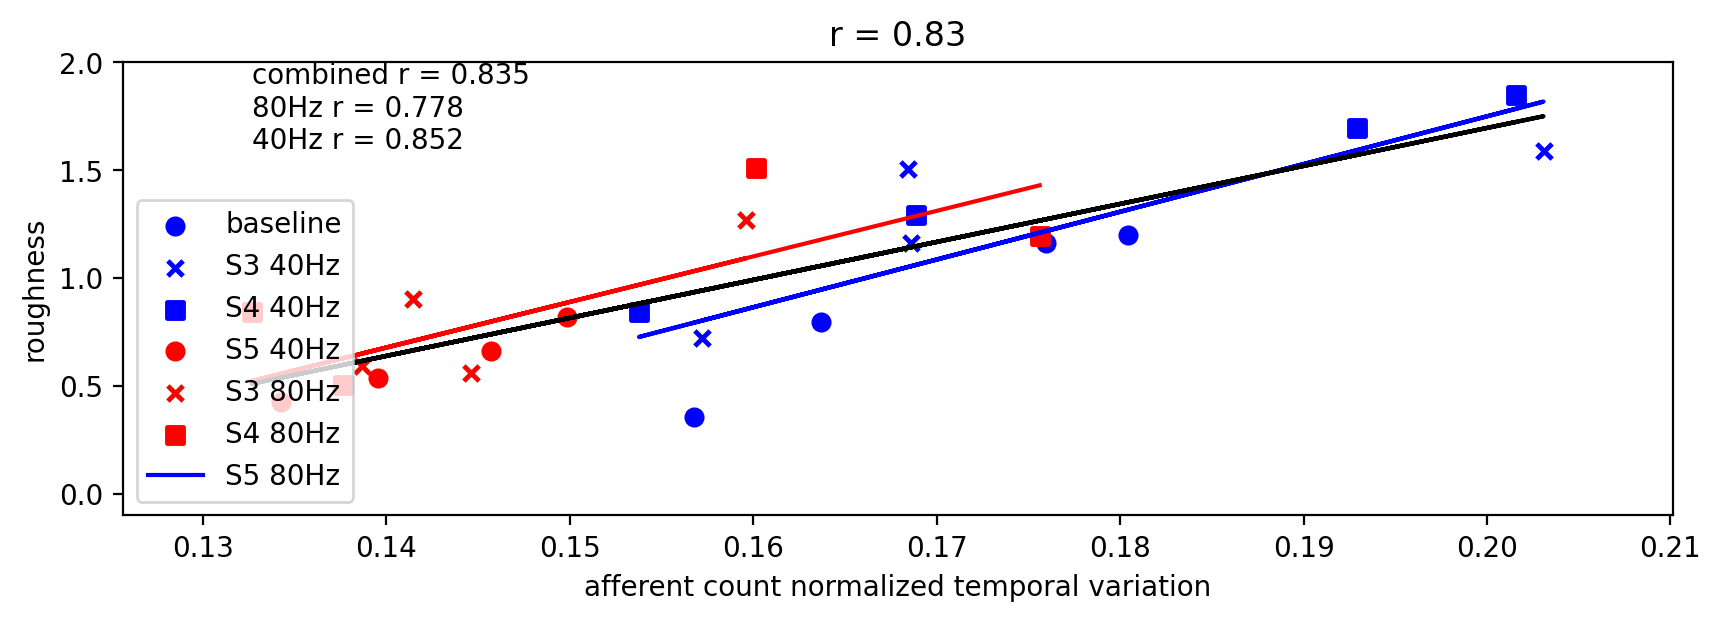 r = 0.83
combined r = 0.835
80Hz r = 0.778
40Hz r = 0.852
2.0
1.5
1.0
0.5
0.0
roughness
baseline
S3 40Hz
S4 40Hz
S5 40Hz
S3 80Hz
S4 80Hz
S5 80Hz
0.13 0.14 0.15 0.16 0.17 0.18 0.19 0.20 0.21
afferent count normalized temporal variation